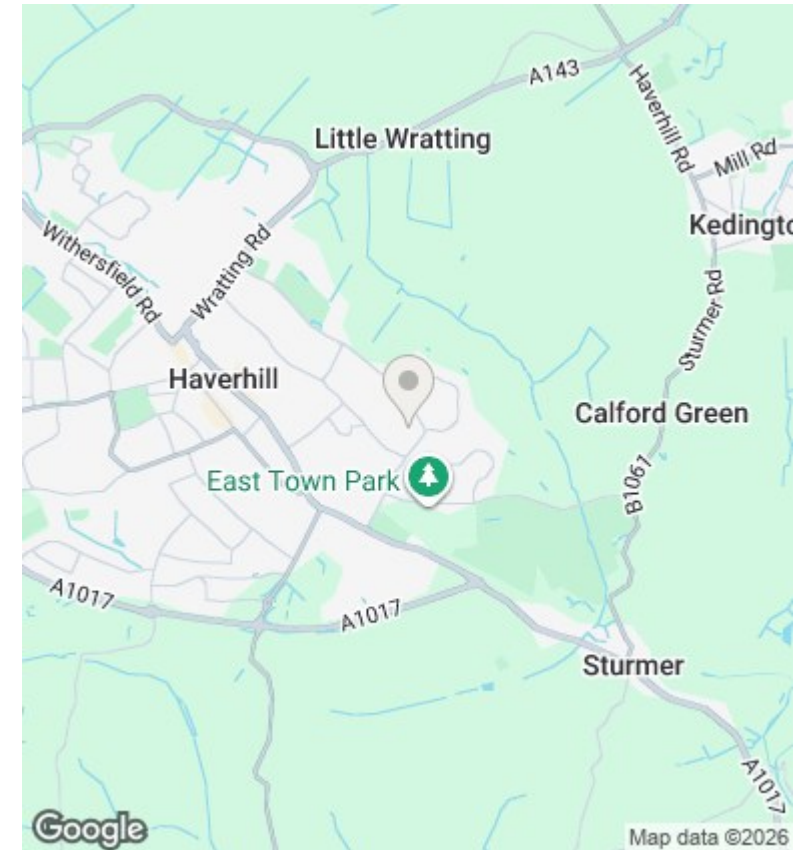 A143
Haverhill Rd
Little Wratting
Mill Rd
Kedingto
Withersfield Rd
Wratting Rd
Sturmer Rd
Haverhill
Calford Green
East Town Park
B1061
A1017
A1017
Sturmer
A1017
Google
Map data ©2026